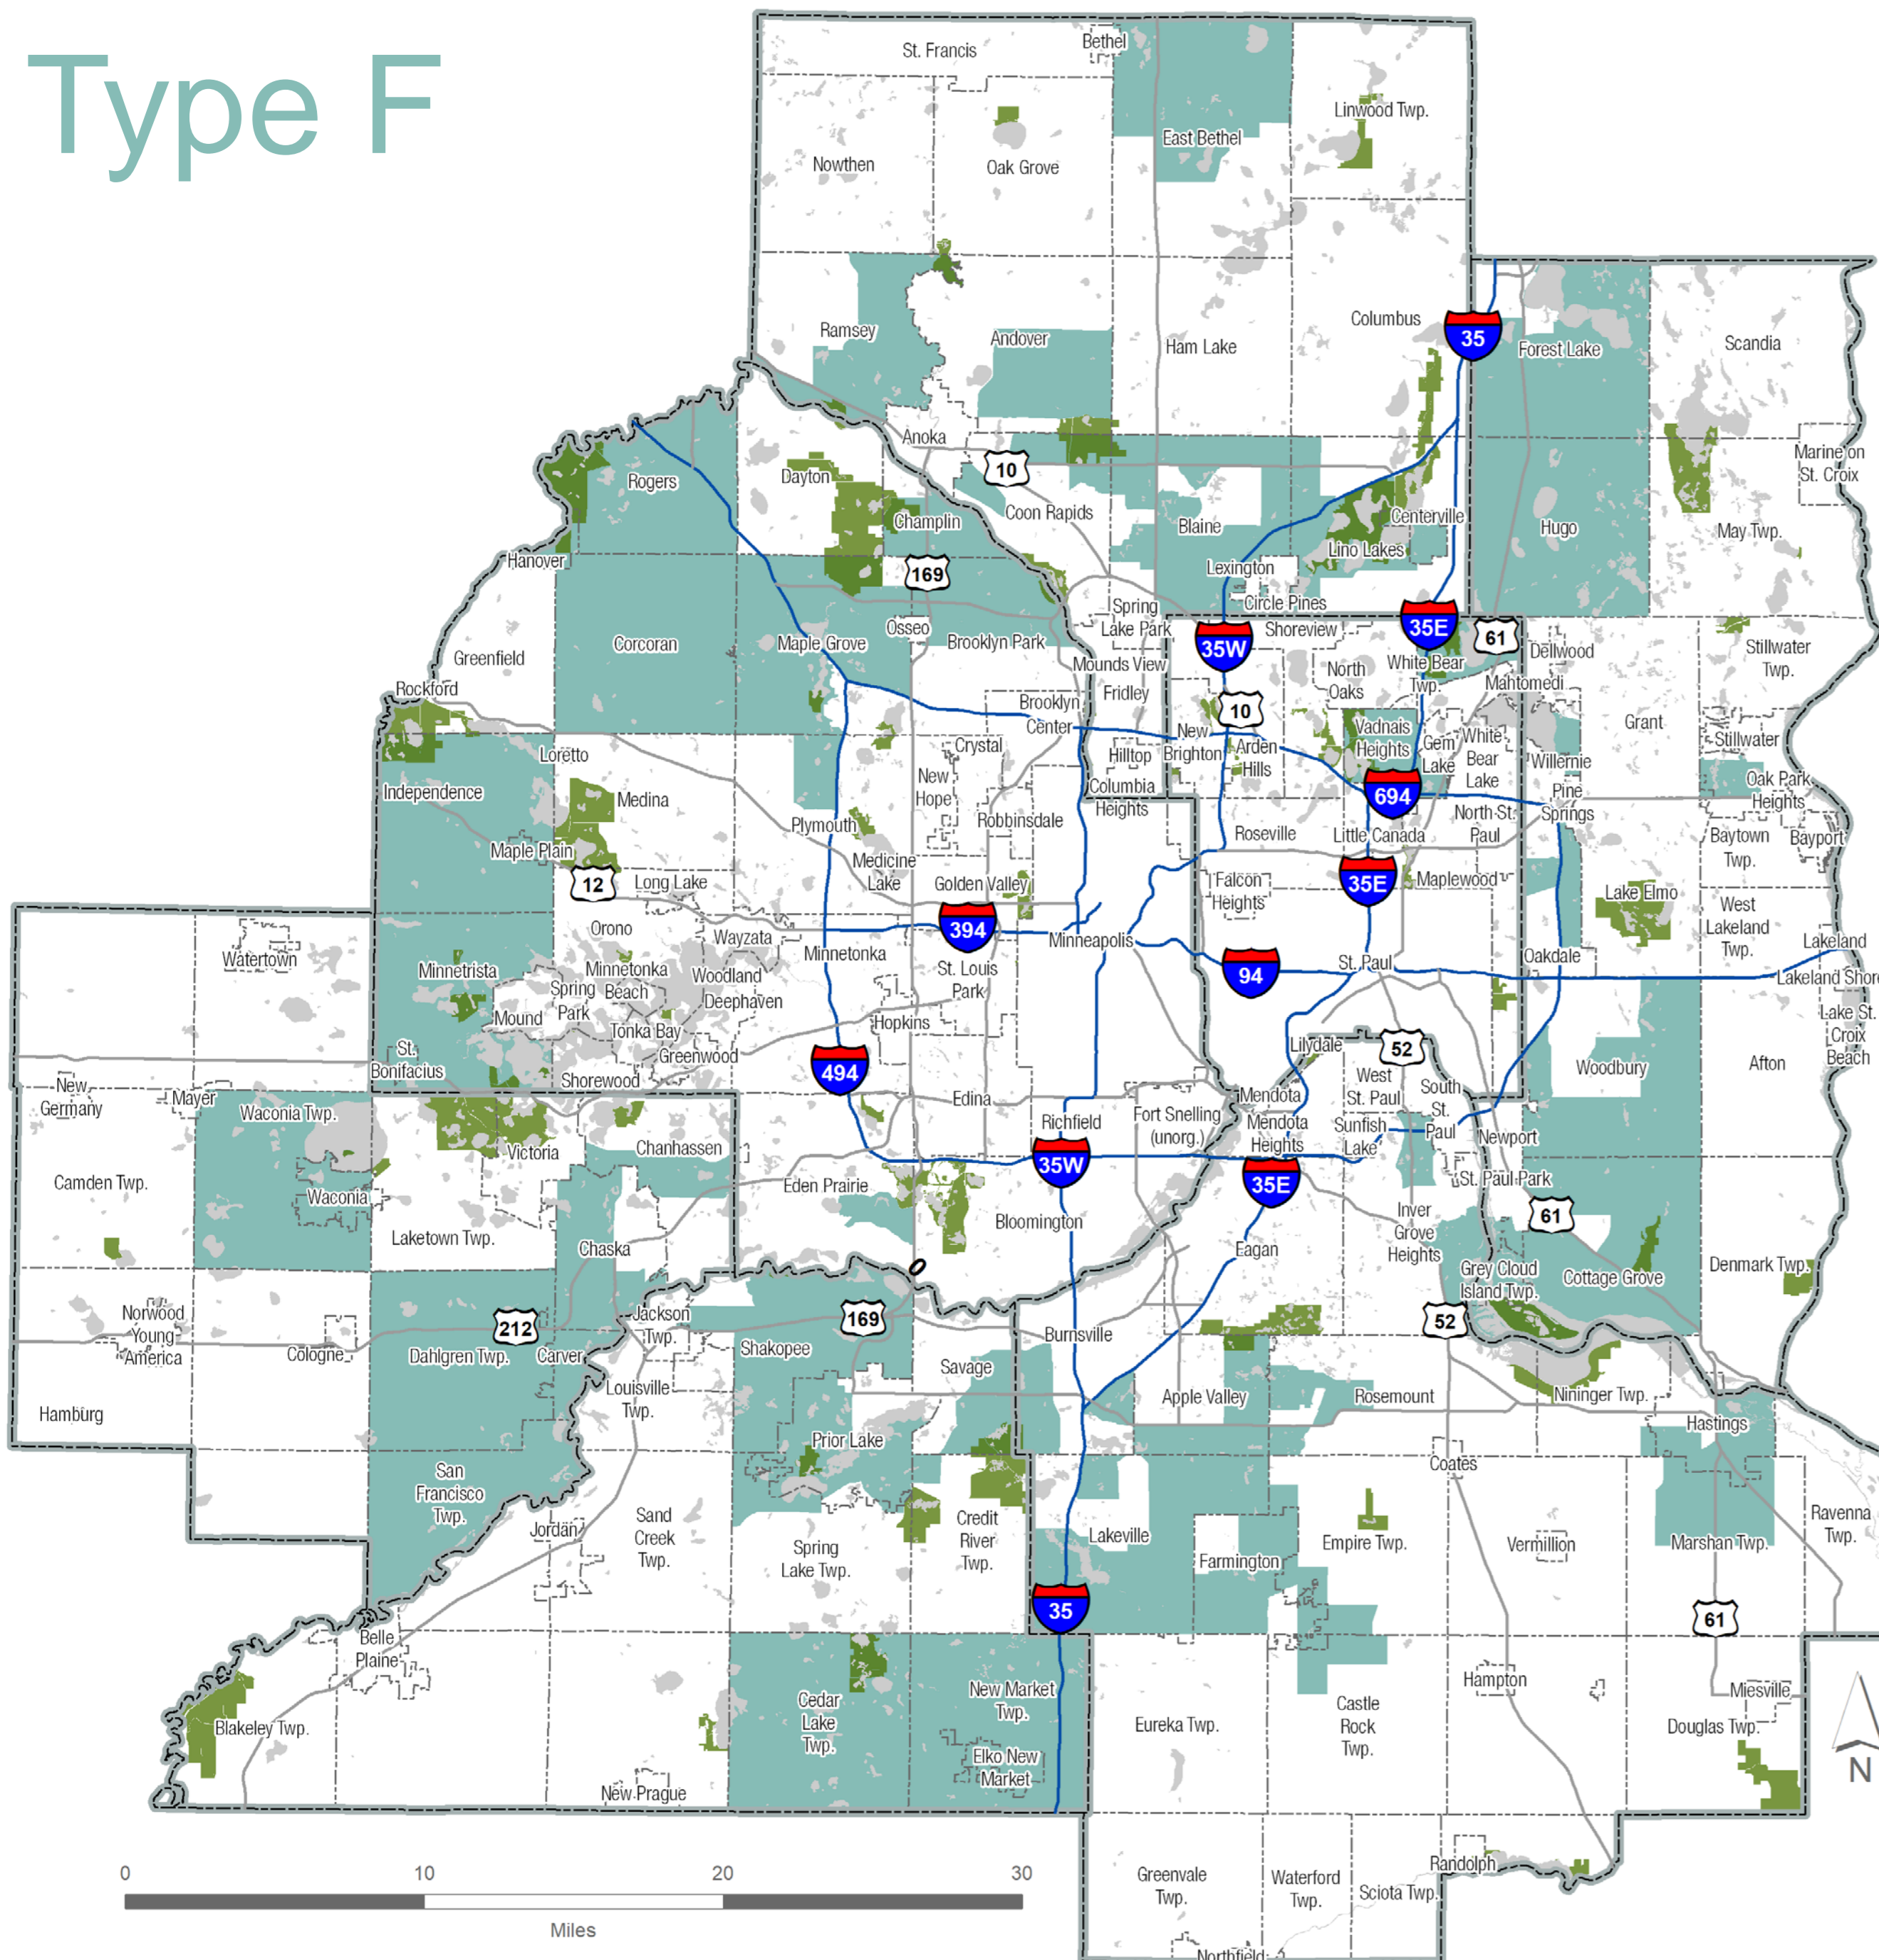 Type F
St. Francis
Bethel
Linwood Twp.
East Bethel
Nowthen
Oak Grove
Columbus
35
Ramsey
Andover
Ham Lake
Forest Lake
Scandia
Anoka
10
Marine on
St. Croix
Rogers
Dayton
Coon Rapids
Champlin
Blaine
Centerville
Hugo
May Twp.
Lino Lakes
Hanover
169
Lexington
Circle Pines
Spring
Lake Park
35W
Shoreview
35E
61
Osseo
Corcoran
Maple Grove
Brooklyn Park
Greenfield
Mounds View
North
Oaks
White Bear
Twp.
Dellwood
Stillwater
Twp.
Rockford
Fridley
Mahtomedi
Brooklyn
Center
10
Grant
New
Brighton
Vadnais
Heights
Stillwater
Loretto
Crystal
Hilltop
Arden
Hills
Gem
Lake
White
Bear
Lake
Willernie
Independence
Medina
New
Hope
Columbia
Heights
694
Pine
Springs
Oak Park
Heights
Plymouth
Robbinsdale
Roseville
Little Canada
North St.
Paul
Baytown
Twp.
Bayport
Maple Plain
Medicine
Lake
12
Long Lake
Golden Valley
Falcon
Heights
35E
Maplewood
Lake Elmo
West
Lakeland
Twp.
Orono
394
Wayzata
Minneapolis
Lakeland
Watertown
Minnetonka
St. Paul
Oakdale
Minnetrista
Minnetonka
Beach
Woodland
St. Louis
Park
94
Lakeland Shore
Spring
Park
Deephaven
Mound
Tonka Bay
Hopkins
Lake St.
Croix
Beach
St.
Bonifacius
Greenwood
Lilydale
52
Shorewood
494
Woodbury
Afton
New
Germany
Mayer
Waconia Twp.
Edina
Mendota
West
St. Paul
South
St.
Paul
Richfield
Fort Snelling
(unorg.)
Mendota
Heights
Sunfish
Lake
Newport
Victoria
Chanhassen
35W
Camden Twp.
Waconia
Eden Prairie
35E
St. Paul Park
Laketown Twp.
Bloomington
Inver
Grove
Heights
61
Chaska
Eagan
Grey Cloud
Island Twp.
Cottage Grove
Denmark Twp.
0
Norwood
Young
America
212
Jackson
Twp.
169
52
Cologne
Dahlgren Twp.
Carver
Shakopee
Burnsville
Savage
Louisville
Twp.
Apple Valley
Rosemount
Nininger Twp.
Hamburg
Hastings
Prior Lake
Coates
San
Francisco
Twp.
Jordan
Sand
Creek
Twp.
Credit
River
Twp.
Lakeville
Empire Twp.
Vermillion
Marshan Twp.
Ravenna
Twp.
Spring
Lake Twp.
Farmington
35
61
Belle
Plaine
Hampton
Miesville
Cedar
Lake
Twp.
New Market
Twp.
Blakeley Twp.
Eureka Twp.
Castle
Rock
Twp.
Douglas Twp.
Elko New
Market
New Prague
N
0 10 20 30
Miles
Greenvale
Twp.
Waterford
Twp.
Sciota Twp.
Randolph
Northfield